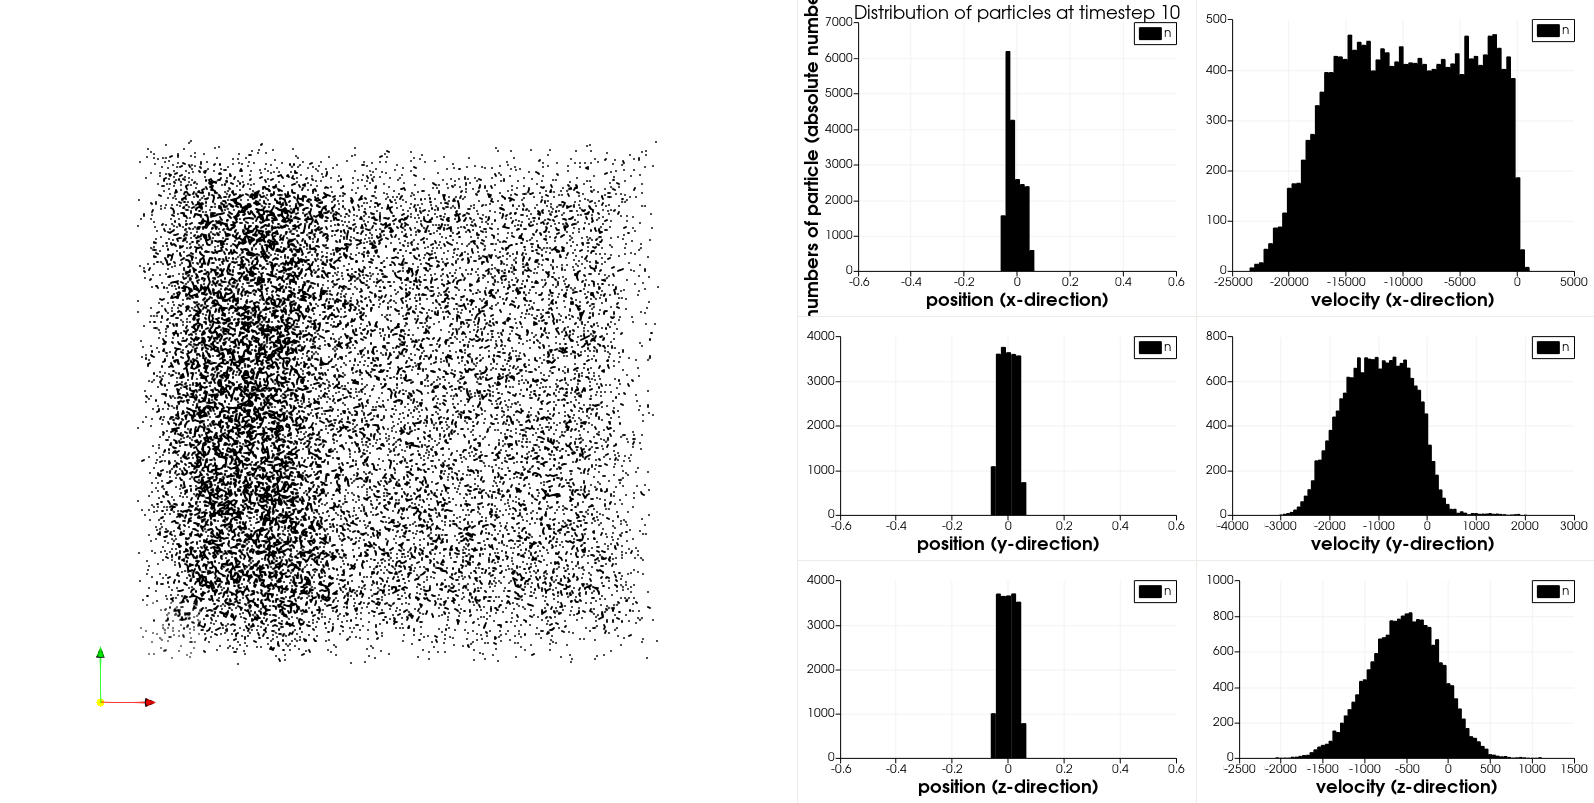 Distribution of particles at timestep 10
numbers of particle (absolute numbe
7000
6000
5000
4000
3000
2000
1000
0
-0.6 -0.4 -0.2 0 0.2 0.4 0.6
position (x-direction)
n
500
400
300
200
100
0
-25000 -20000 -15000 -10000 -5000 0 5000
velocity (x-direction)
n
4000
3000
2000
1000
0
-0.6 -0.4 -0.2 0 0.2 0.4 0.6
position (y-direction)
n
800
600
400
200
0
-4000 -3000 -2000 -1000 0 1000 2000 3000
velocity (y-direction)
n
4000
3000
2000
1000
0
-0.6 -0.4 -0.2 0 0.2 0.4 0.6
position (z-direction)
n
1000
800
600
400
200
0
-2500 -2000 -1500 -1000 -500 0 500 1000 1500
velocity (z-direction)
n